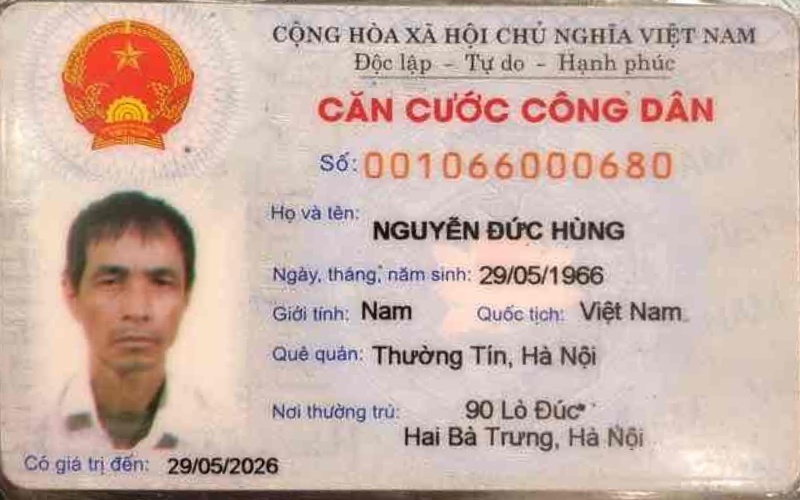 CỘNG HÒA XÃ HỘI CHỦ NGHĨA VIỆT NAM
Độc lập - Tự do - Hạnh phúc
CĂN CƯỚC CÔNG DÂN
Số: 001066000680
Họ và tên: NGUYỄN ĐỨC HÙNG
Ngày, tháng, năm sinh: 29/05/1966
Giới tính: Nam Quốc tịch: Việt Nam
Quê quán: Thường Tín, Hà Nội
Nơi thường trú: 90 Lò Đúc
Hai Bà Trưng, Hà Nội
Có giá trị đến: 29/05/2026